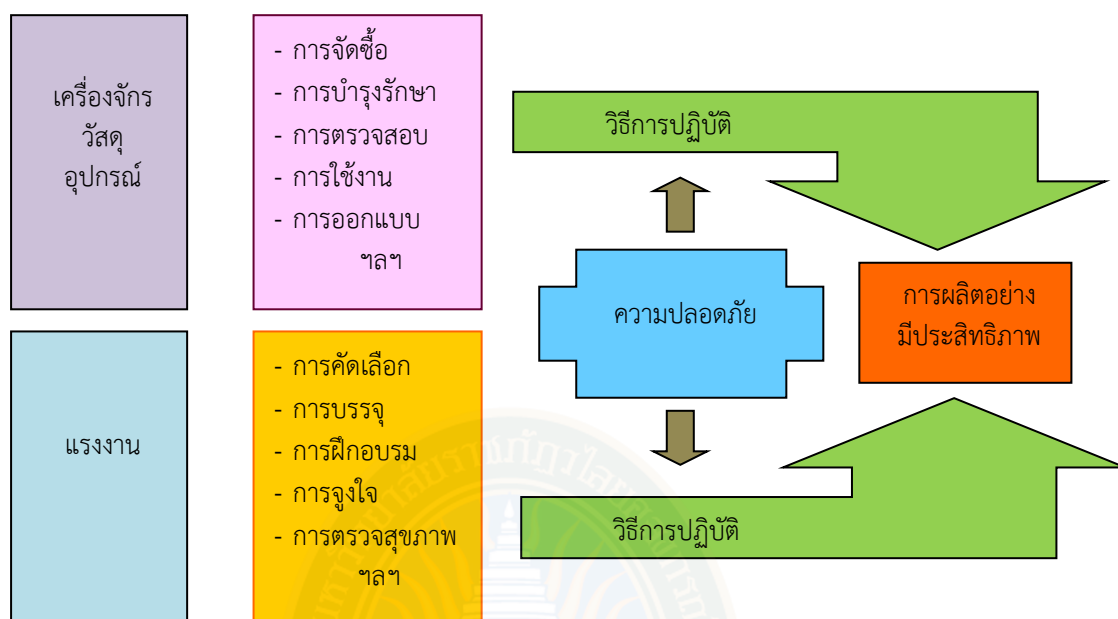 เครื่องจักร
วัสดุ
อุปกรณ์
- การจัดซื้อ
- การบำรุงรักษา
- การตรวจสอบ
- การใช้งาน
- การออกแบบ
ฯลฯ
วิธีการปฏิบัติ
ความปลอดภัย
การผลิตอย่าง
มีประสิทธิภาพ
แรงงาน
- การคัดเลือก
- การบรรจุ
- การฝึกอบรม
- การจูงใจ
- การตรวจสุขภาพ
ฯลฯ
วิธีการปฏิบัติ